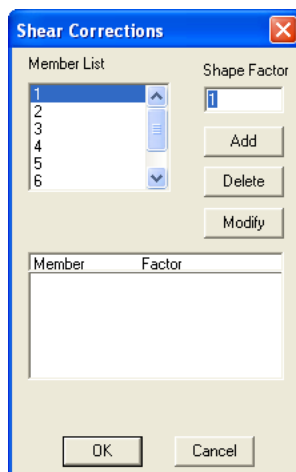 Shear Corrections
Member List
Shape Factor
1
2
3
4
5
6
1
Add
Delete
Modify
Member Factor
OK Cancel